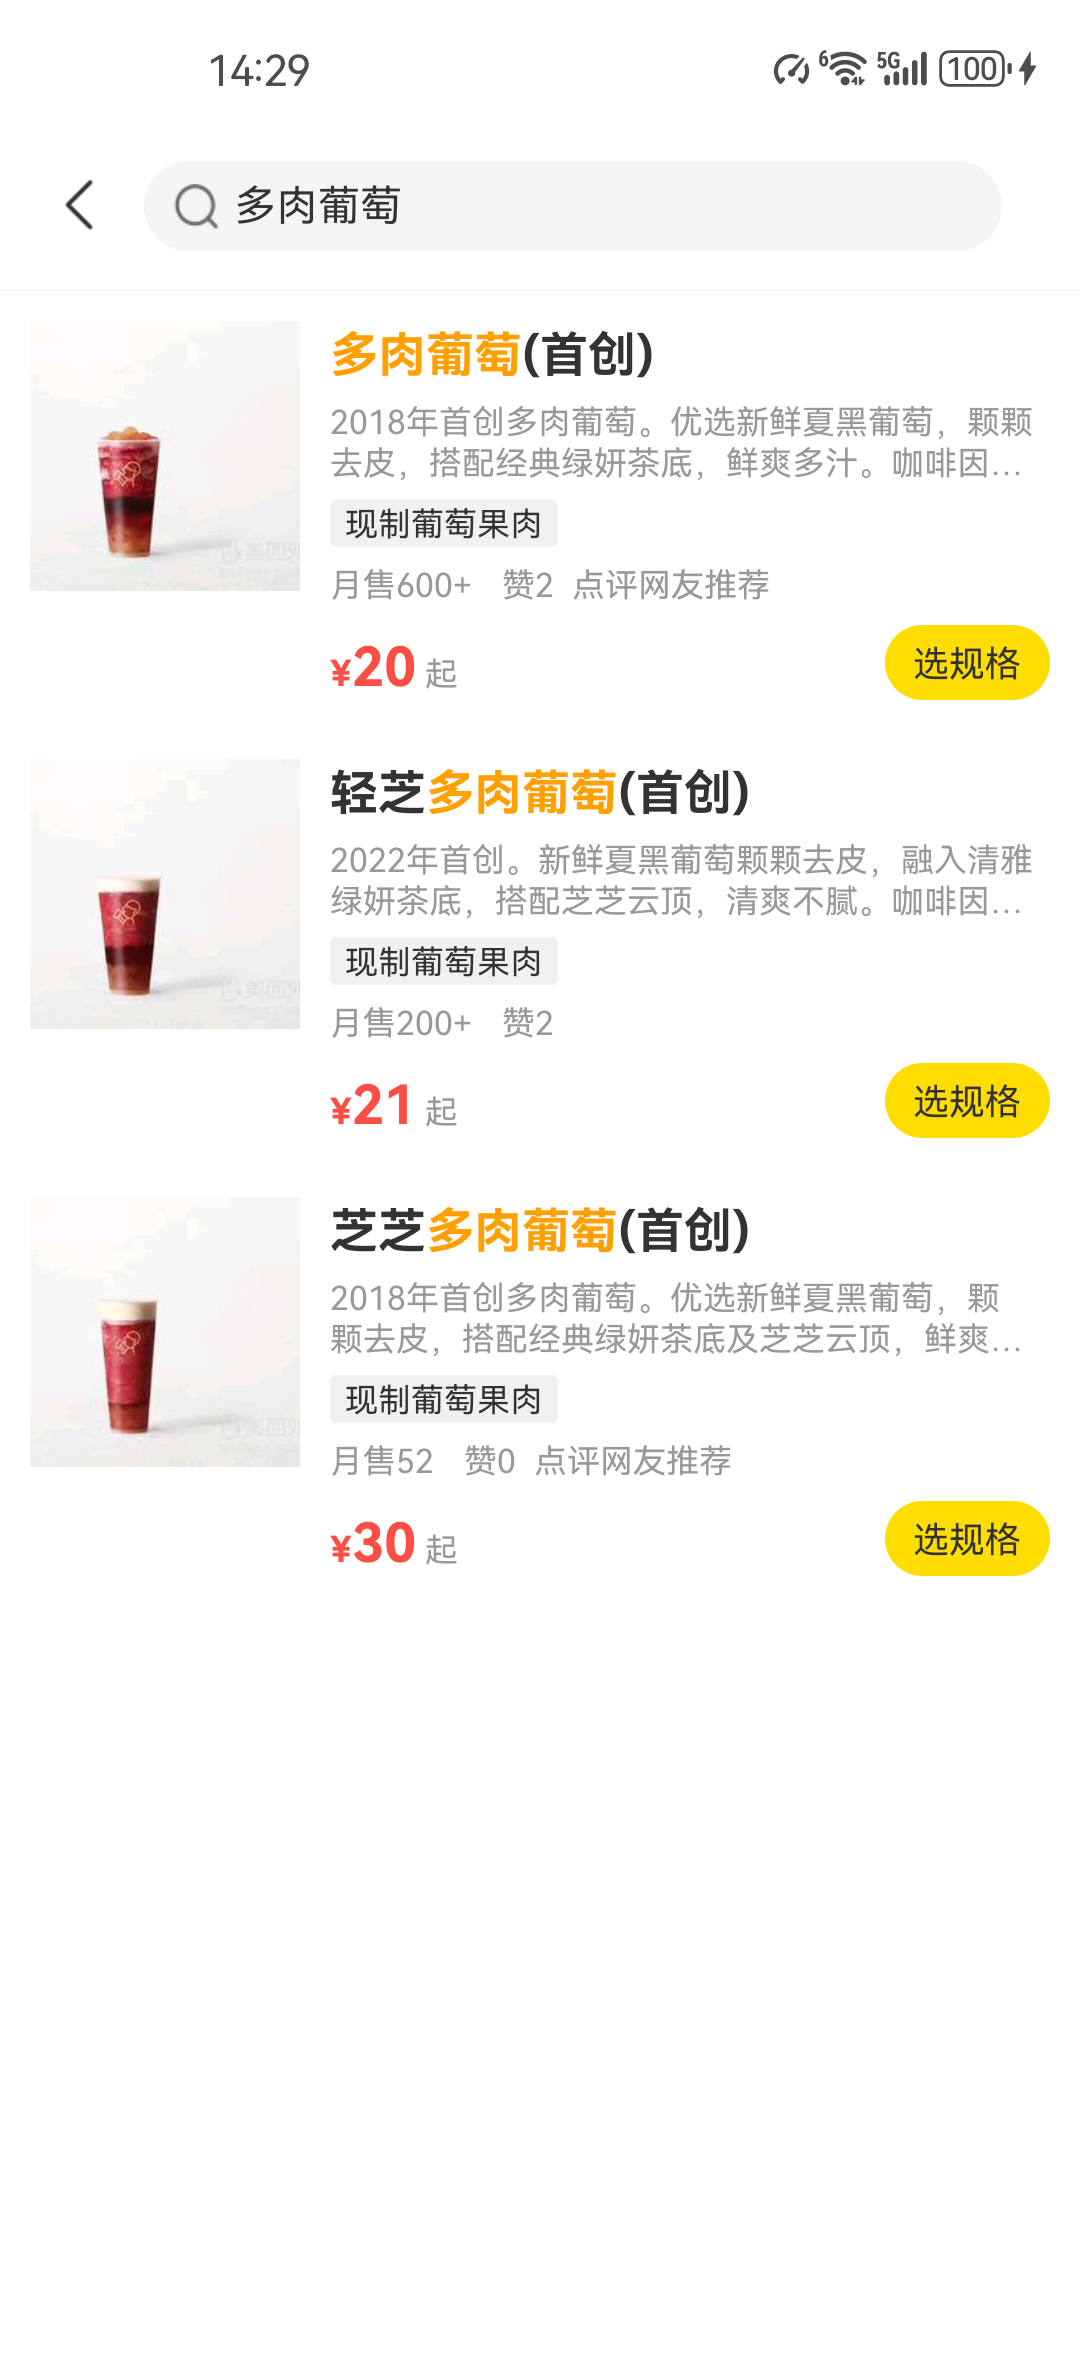 14:29
6
5G
100
多肉葡萄
多肉葡萄(首创)
2018年首创多肉葡萄。优选新鲜夏黑葡萄，颗颗
去皮，搭配经典绿妍茶底，鲜爽多汁。咖啡因...
现制葡萄果肉
月售600+ 赞2 点评网友推荐
¥20 起
选规格
轻芝多肉葡萄(首创)
2022年首创。新鲜夏黑葡萄颗颗去皮，融入清雅
绿妍茶底，搭配芝芝云顶，清爽不腻。咖啡因...
现制葡萄果肉
月售200+ 赞2
¥21 起
选规格
芝芝多肉葡萄(首创)
2018年首创多肉葡萄。优选新鲜夏黑葡萄，颗
颗去皮，搭配经典绿妍茶底及芝芝云顶，鲜爽...
现制葡萄果肉
月售52 赞0 点评网友推荐
¥30 起
选规格